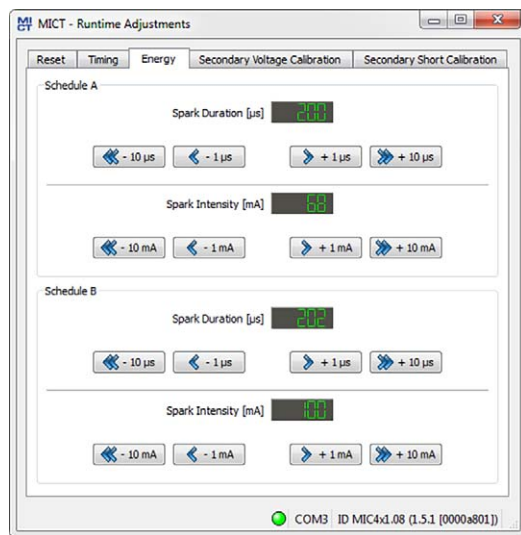 MICT - Runtime Adjustments
Reset Timing Energy Secondary Voltage Calibration Secondary Short Calibration
Schedule A
Spark Duration [µs] 200
- 10 µs - 1 µs + 1 µs + 10 µs
Spark Intensity [mA] 68
- 10 mA - 1 mA + 1 mA + 10 mA
Schedule B
Spark Duration [µs] 202
- 10 µs - 1 µs + 1 µs + 10 µs
Spark Intensity [mA] 100
- 10 mA - 1 mA + 1 mA + 10 mA
COM3 ID MIC4x1.08 (1.5.1 [0000a801])